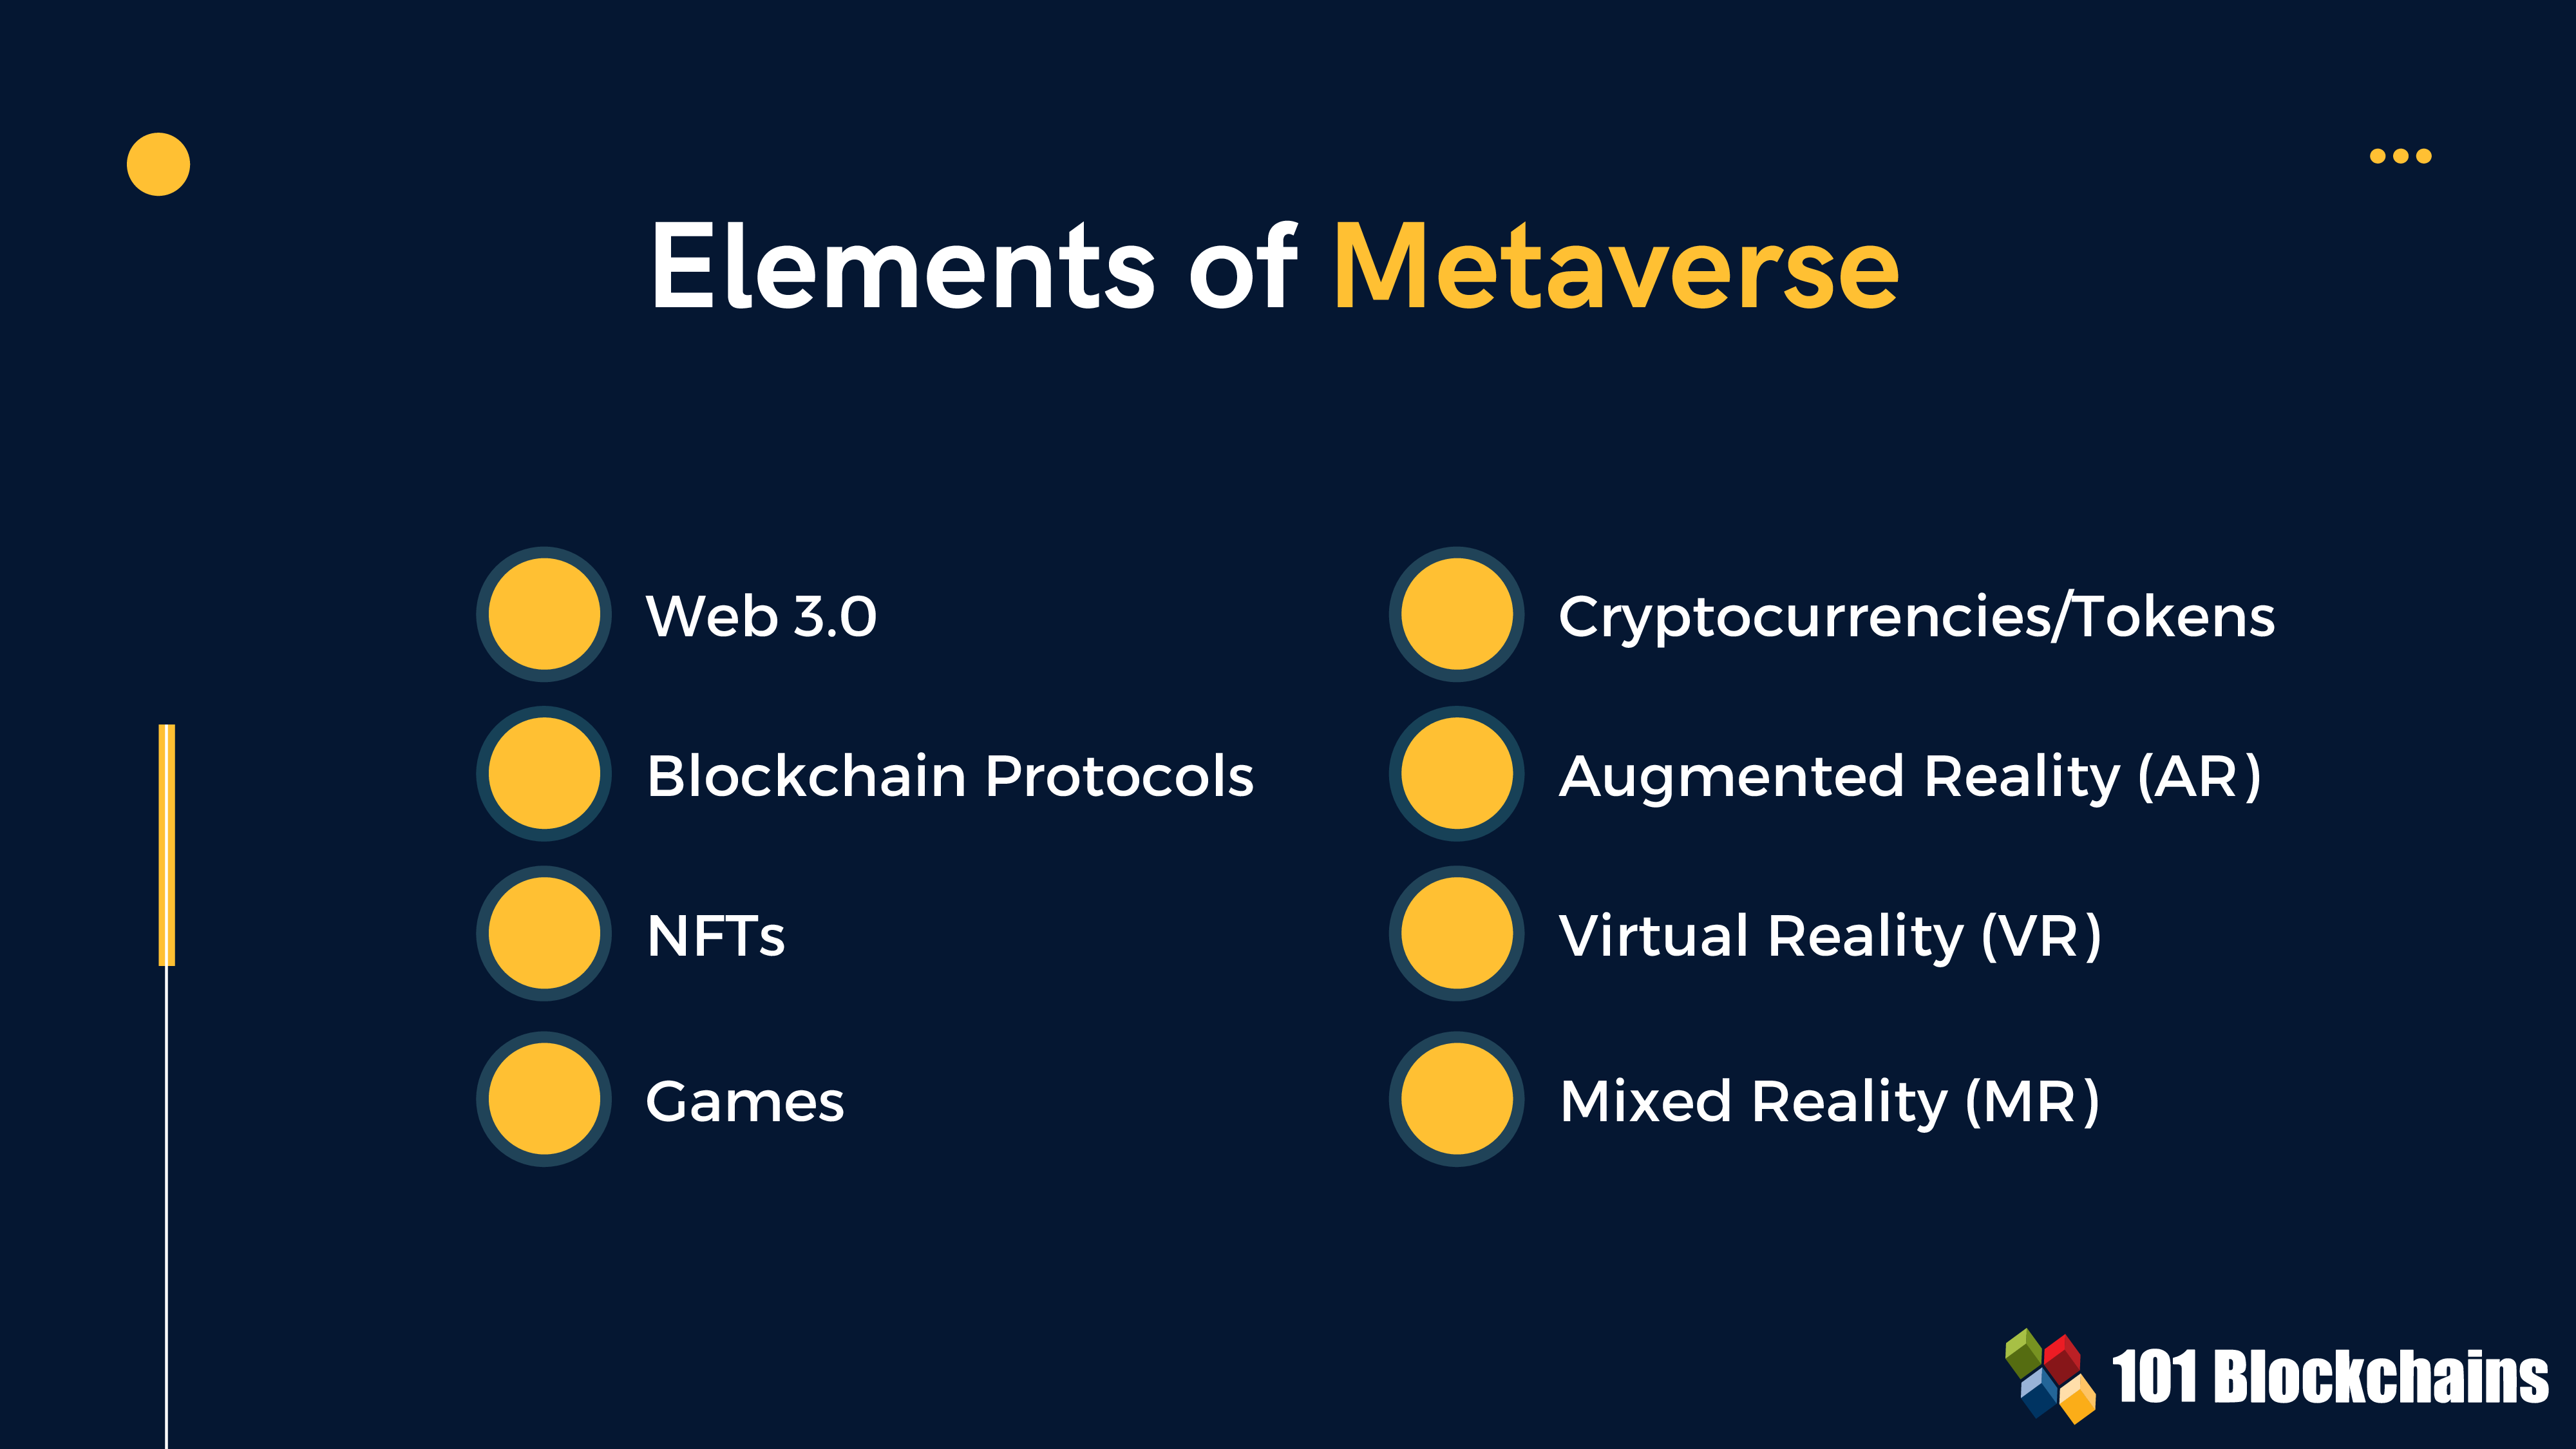 Elements of Metaverse
Web 3.0
Blockchain Protocols
NFTs
Games
Cryptocurrencies/Tokens
Augmented Reality (AR)
Virtual Reality (VR)
Mixed Reality (MR)
101 Blockchains